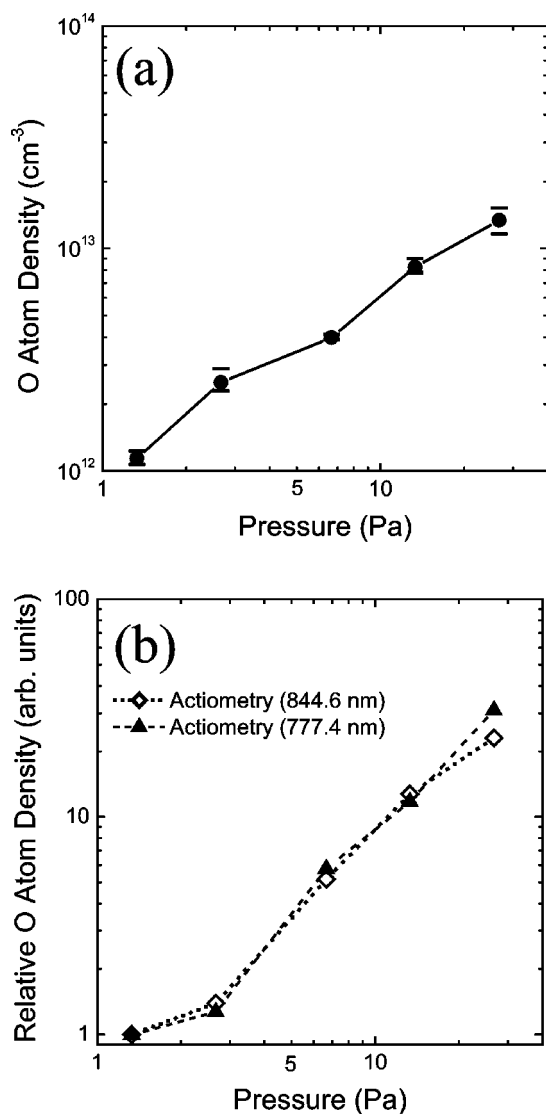 (a)
10^14
10^13
10^12
O Atom Density (cm^-3)
1
5
10
Pressure (Pa)
(b)
100
10
1
Relative O Atom Density (arb. units)
Actiometry (844.6 nm)
Actiometry (777.4 nm)
1
5
10
Pressure (Pa)